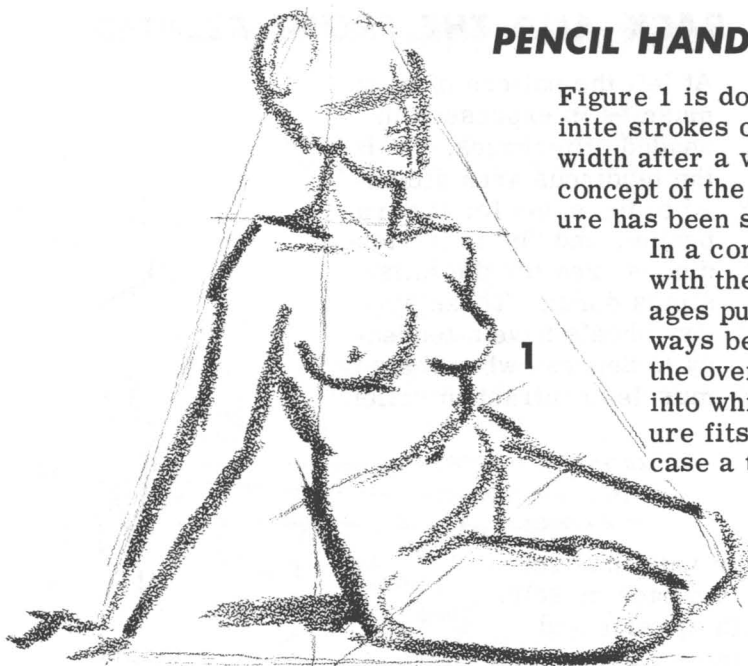 PENCIL HAND
Figure 1 is do
inite strokes o
width after a v
concept of the
ure has been s
In a cor
with the
ages pu
ways be
the over
into whi
ure fits
case a t
1